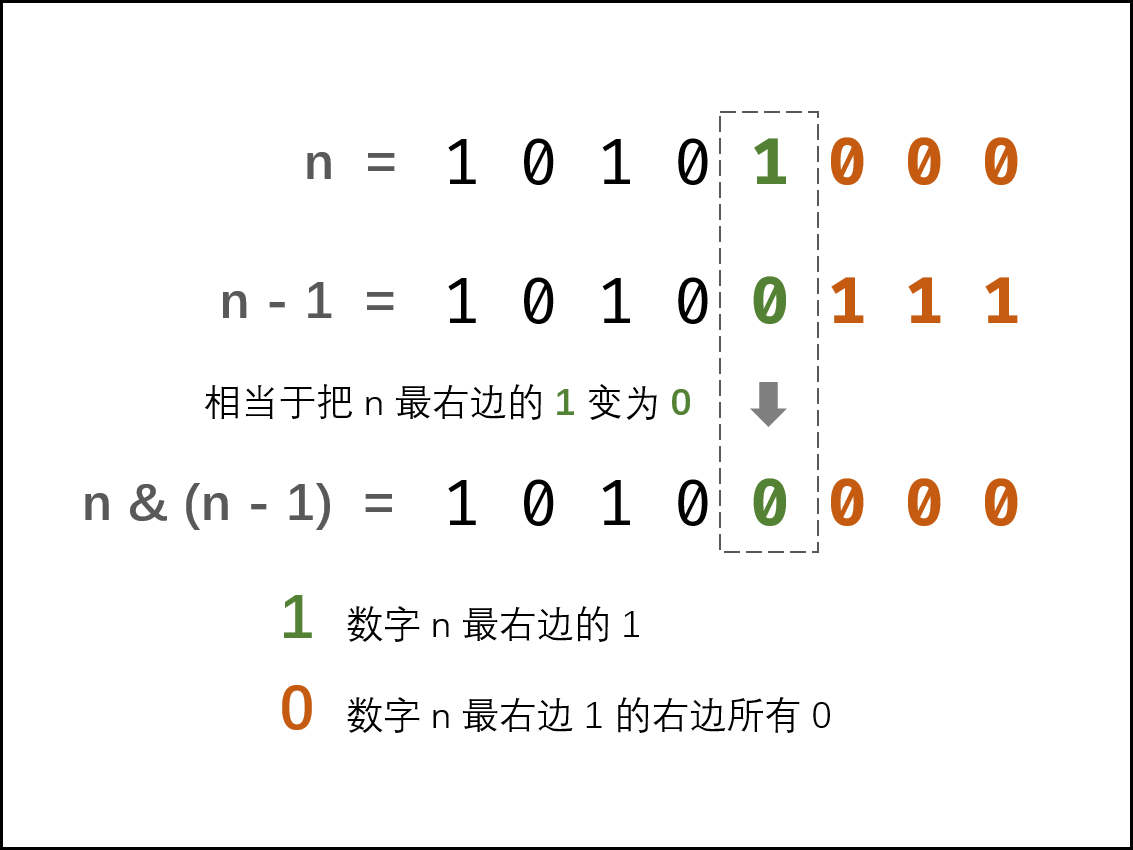 n = 1 0 1 0 1 0 0 0
n - 1 = 1 0 1 0 0 1 1 1
相当于把 n 最右边的 1 变为 0
n & (n - 1) = 1 0 1 0 0 0 0 0
1 数字 n 最右边的 1
0 数字 n 最右边 1 的右边所有 0